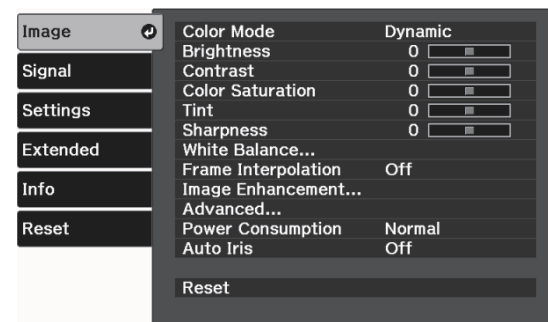 Image
Signal
Settings
Extended
Info
Reset
Color Mode Dynamic
Brightness 0
Contrast 0
Color Saturation 0
Tint 0
Sharpness 0
White Balance...
Frame Interpolation Off
Image Enhancement...
Advanced...
Power Consumption Normal
Auto Iris Off
Reset